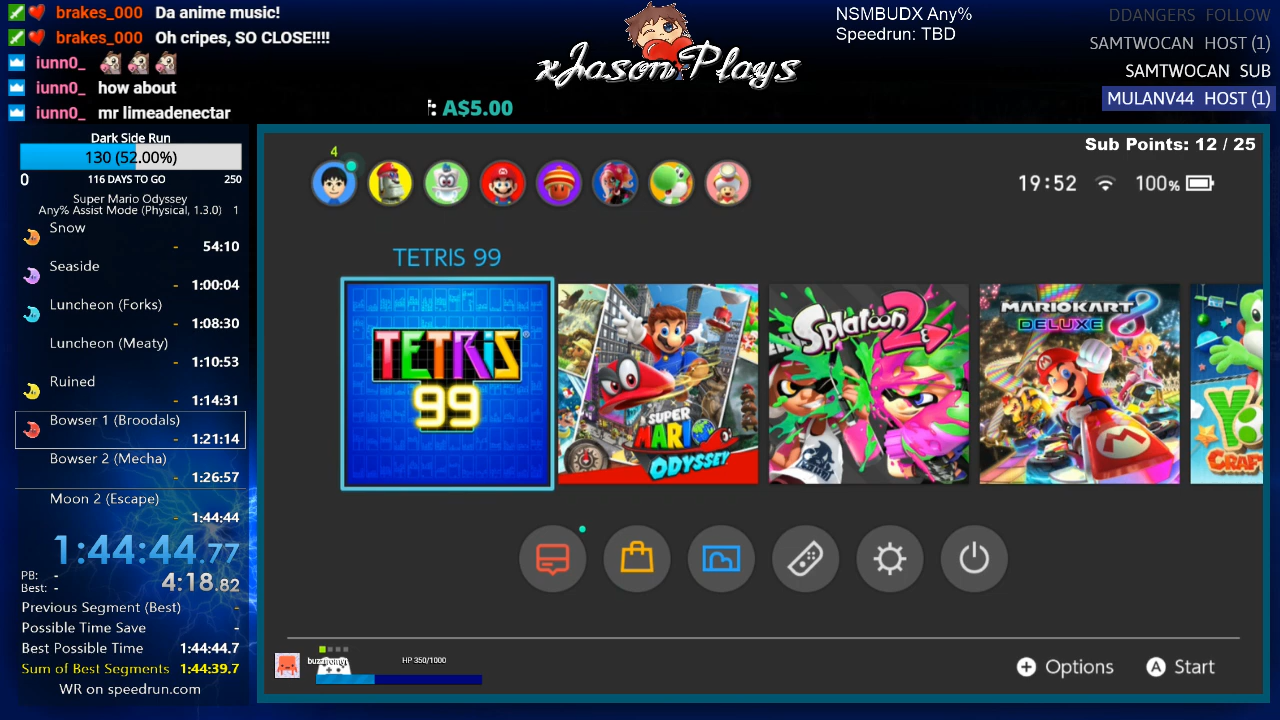 brakes_000 Da anime music!
brakes_000 Oh cripes, SO CLOSE!!!!
iunn0_
iunn0_ how about
iunn0_ mr limeadenectar
xJason Plays
A$5.00
NSMBUDX Any%
Speedrun: TBD
DDANGERS FOLLOW
SAMTWOCAN HOST (1)
SAMTWOCAN SUB
MULANV44 HOST (1)
Dark Side Run
130 (52.00%)
0 116 DAYS TO GO 250
Super Mario Odyssey
Any% Assist Mode (Physical, 1.3.0) 1
Snow
- 54:10
Seaside
- 1:00:04
Luncheon (Forks)
- 1:08:30
Luncheon (Meaty)
- 1:10:53
Ruined
- 1:14:31
Bowser 1 (Broodals)
- 1:21:14
Bowser 2 (Mecha)
- 1:26:57
Moon 2 (Escape)
- 1:44:44
1:44:44.77
PB: -
Best: -
4:18.82
Previous Segment (Best) -
Possible Time Save -
Best Possible Time 1:44:44.7
Sum of Best Segments 1:44:39.7
WR on speedrun.com
Sub Points: 12 / 25
4
19:52 100%
TETRIS 99
TETRIS
99
SUPER
MARIO
ODYSSEY
Splatoon 2
MARIOKART 8
DELUXE
M
CRAF
HP 350/1000
Options
A Start